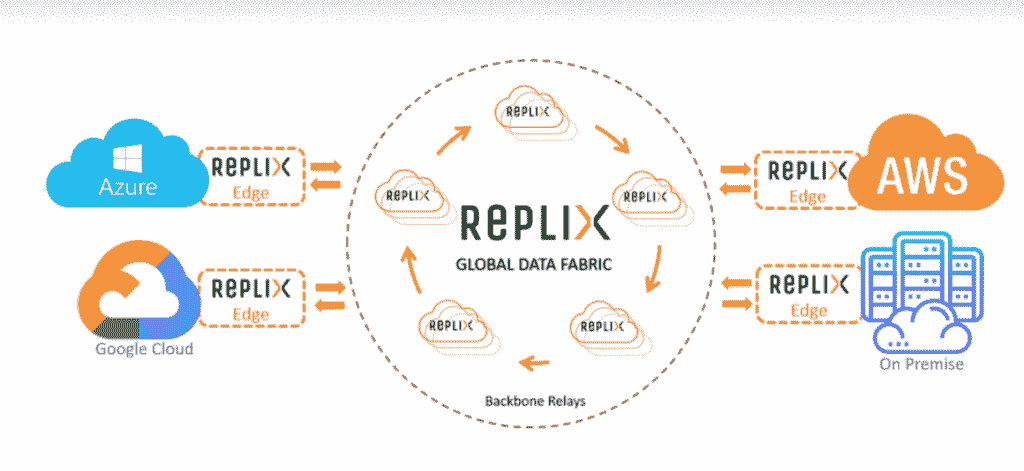 REPLIX
Azure
REPLIX
Edge
REPLIX
REPLIX
REPLIX
GLOBAL DATA FABRIC
REPLIX
Edge
AWS
REPLIX
Edge
Google Cloud
REPLIX
REPLIX
Backbone Relays
REPLIX
Edge
On Premise